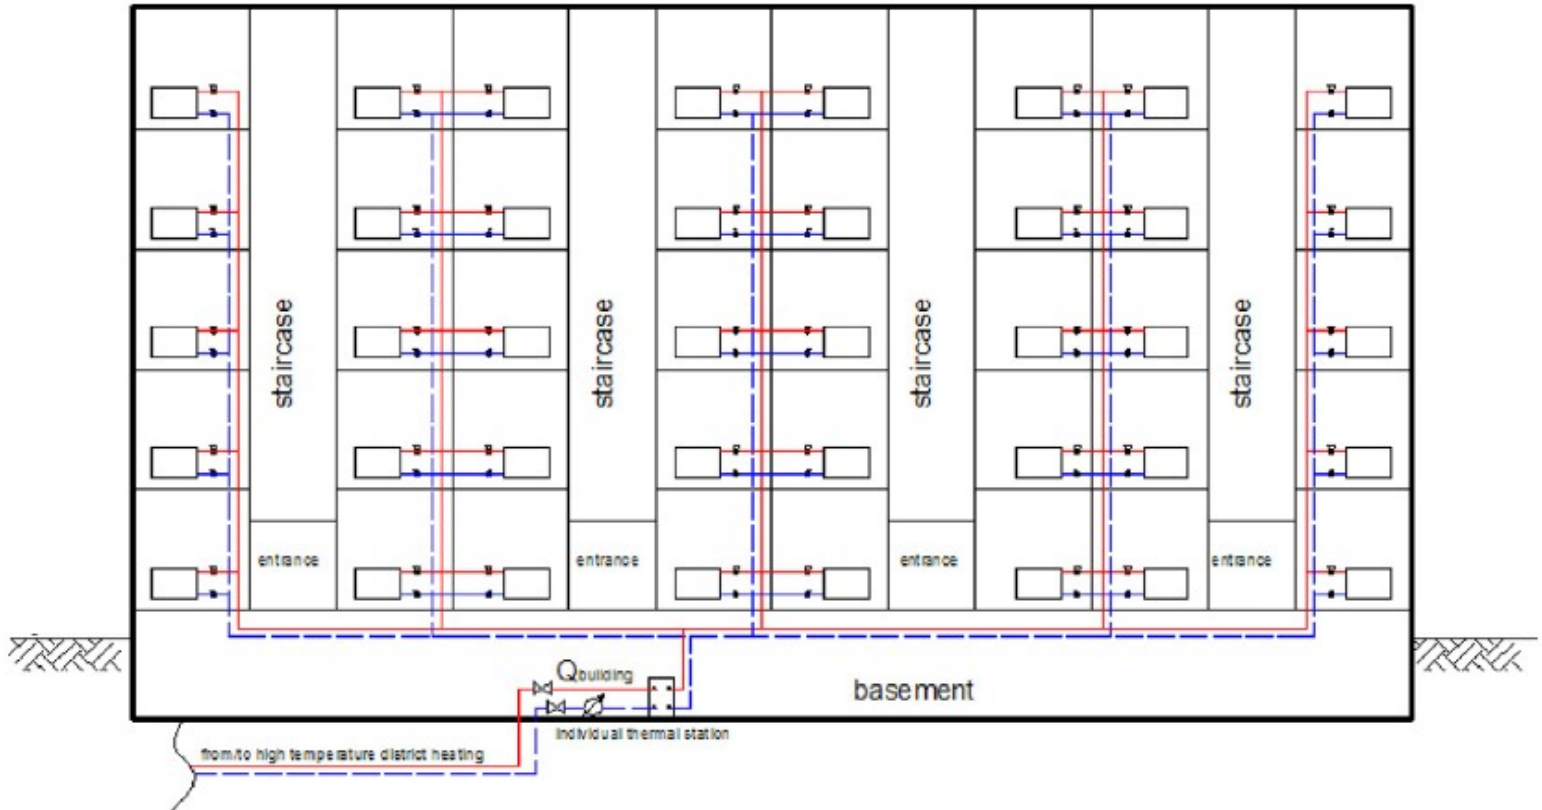 staircase
staircase
staircase
staircase
entrance
entrance
entrance
entrance
Qbuilding
basement
individual thermal station
from/to high temperature district heating